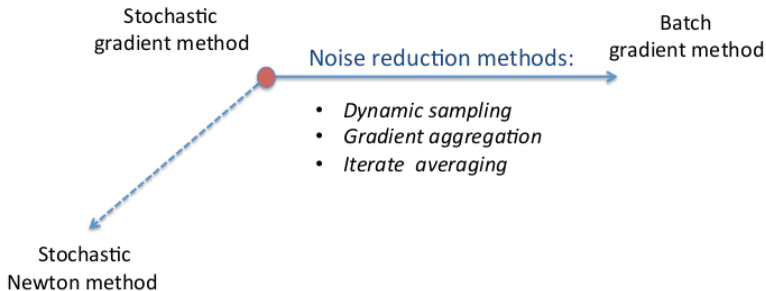 Stochastic
gradient method
Batch
gradient method
Noise reduction methods:
• Dynamic sampling
• Gradient aggregation
• Iterate averaging
Stochastic
Newton method